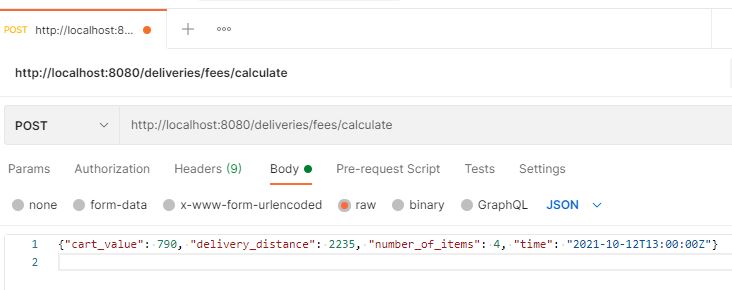 POST http://localhost:8... + ooo
http://localhost:8080/deliveries/fees/calculate
POST http://localhost:8080/deliveries/fees/calculate
Params Authorization Headers (9) Body Pre-request Script Tests Settings
none form-data x-www-form-urlencoded raw binary GraphQL JSON
1 {"cart_value": 790, "delivery_distance": 2235, "number_of_items": 4, "time": "2021-10-12T13:00:00Z"}
2